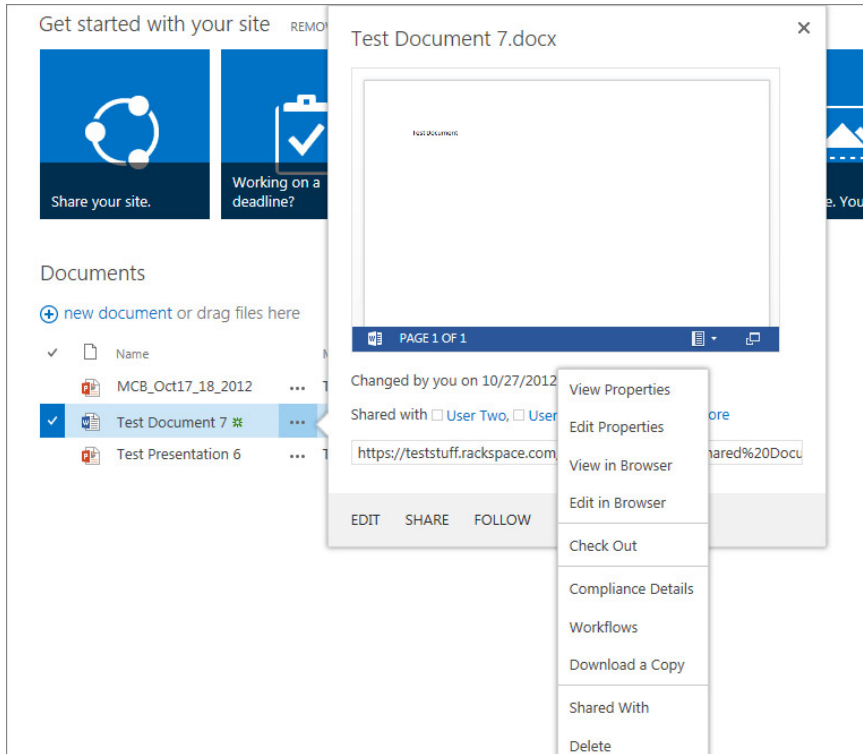 Get started with your site REMO
Share your site.
Working on a
deadline?
e. You
Documents
new document or drag files here
Name
MCB_Oct17_18_2012 ...
Test Document 7 ...
Test Presentation 6 ...
Test Document 7.docx
Test Document
PAGE 1 OF 1
Changed by you on 10/27/2012
Shared with User Two, User ore
https://teststuff.rackspace.com hared%20Docu
EDIT SHARE FOLLOW
View Properties
Edit Properties
View in Browser
Edit in Browser
Check Out
Compliance Details
Workflows
Download a Copy
Shared With
Delete